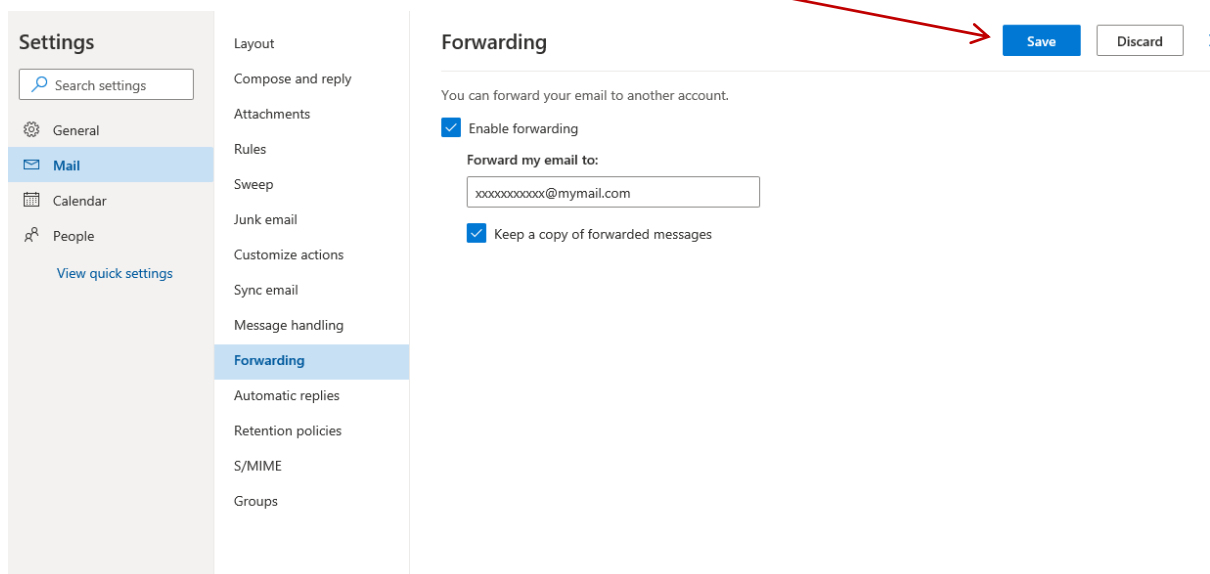 Settings
Search settings
General
Mail
Calendar
People
View quick settings
Layout
Compose and reply
Attachments
Rules
Sweep
Junk email
Customize actions
Sync email
Message handling
Forwarding
Automatic replies
Retention policies
S/MIME
Groups
Forwarding
Save
Discard
You can forward your email to another account.
Enable forwarding
Forward my email to:
xxxxxxxxxxx@mymail.com
Keep a copy of forwarded messages